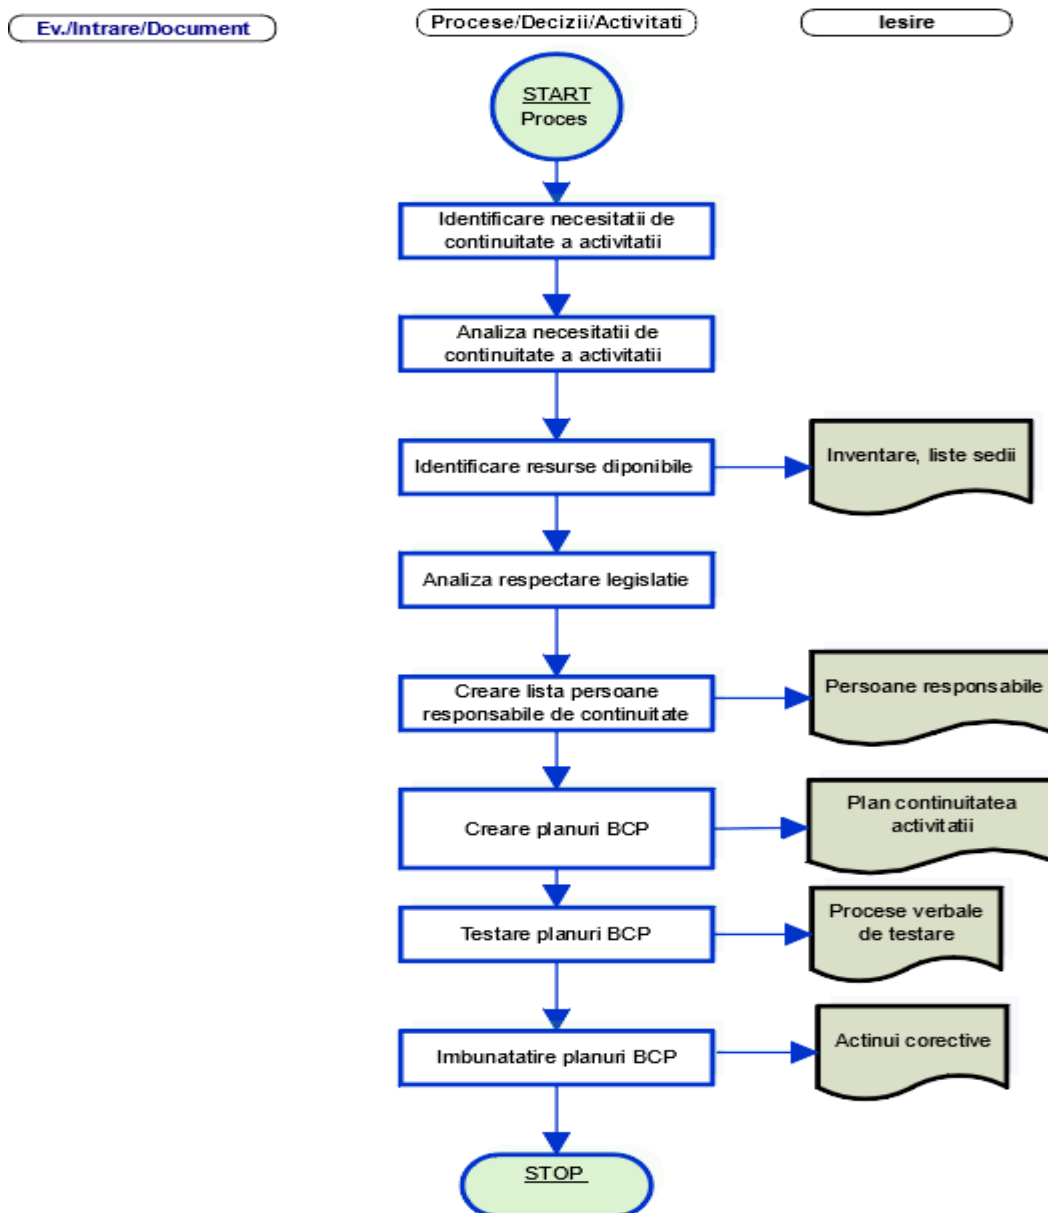 Ev./Intrare/Document
Procese/Decizii/Activitati
Iesire
START
Proces
Identificare necesitatii de
continuitate a activitatii
Analiza necesitatii de
continuitate a activitatii
Identificare resurse diponibile
Inventare, liste sedii
Analiza respectare legislatie
Creare lista persoane
responsabile de continuitate
Persoane responsabile
Creare planuri BCP
Plan continuitatea
activitatii
Testare planuri BCP
Procese verbale
de testare
Imbunatatire planuri BCP
Actinui corective
STOP